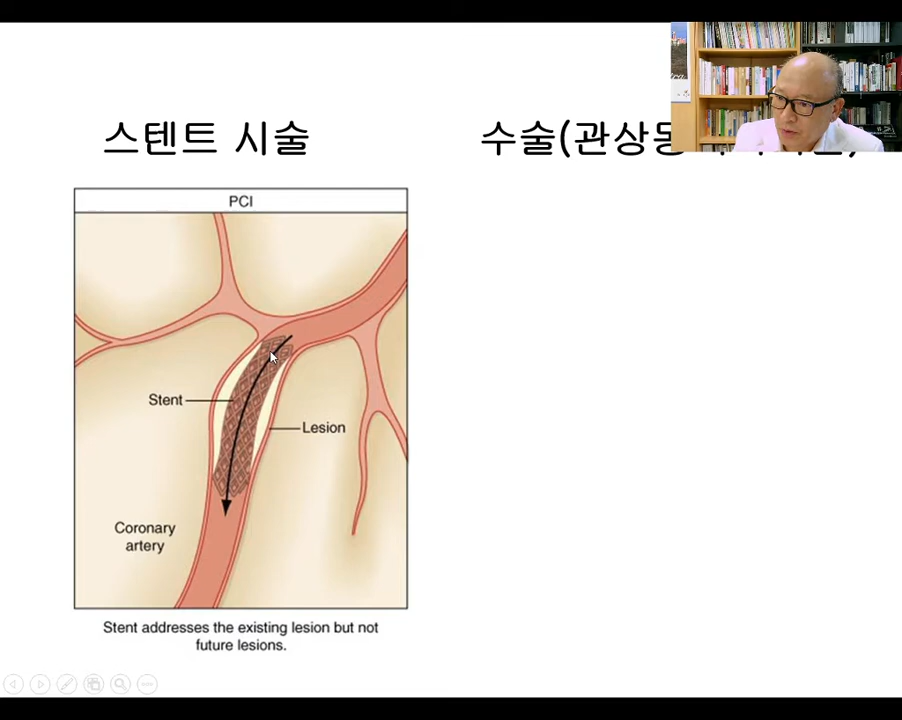 스텐트 시술
수술(관상동
PCI
Stent
Lesion
Coronary
artery
Stent addresses the existing lesion but not
future lesions.